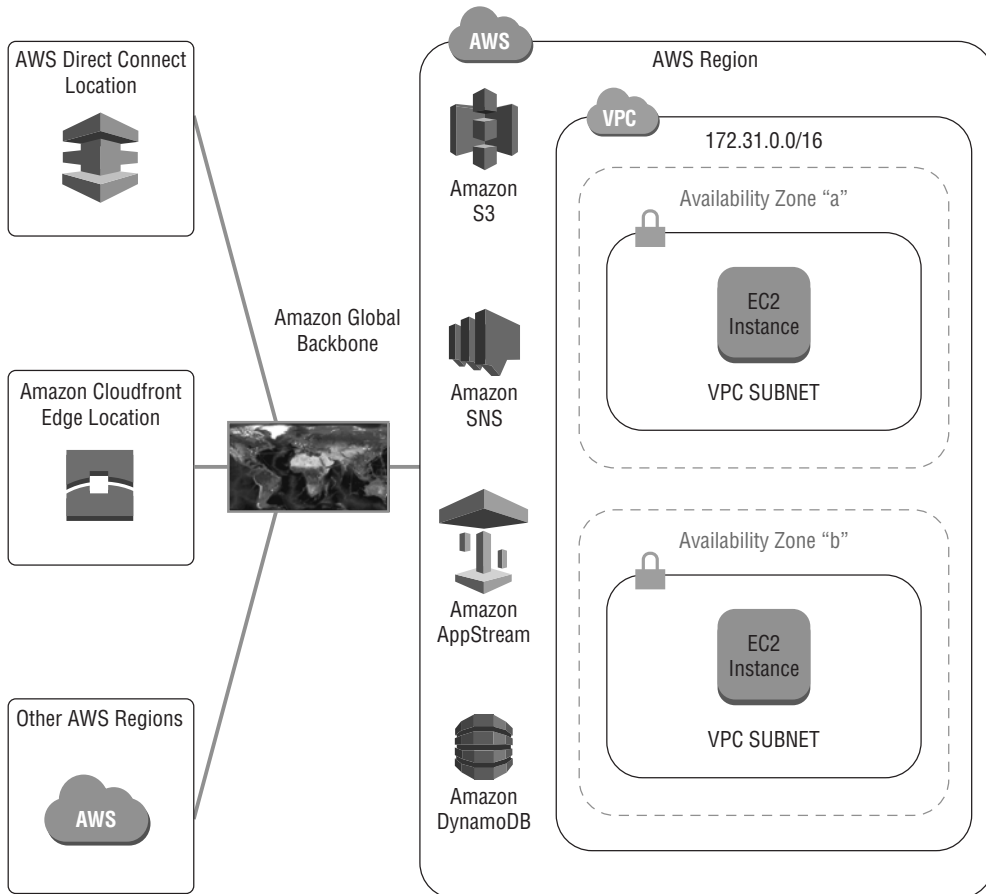 AWS Direct Connect
Location
Amazon Cloudfront
Edge Location
Other AWS Regions
AWS
Amazon Global
Backbone
AWS
AWS Region
Amazon
S3
Amazon
SNS
Amazon
AppStream
Amazon
DynamoDB
VPC
172.31.0.0/16
Availability Zone “a”
EC2
Instance
VPC SUBNET
Availability Zone “b”
EC2
Instance
VPC SUBNET